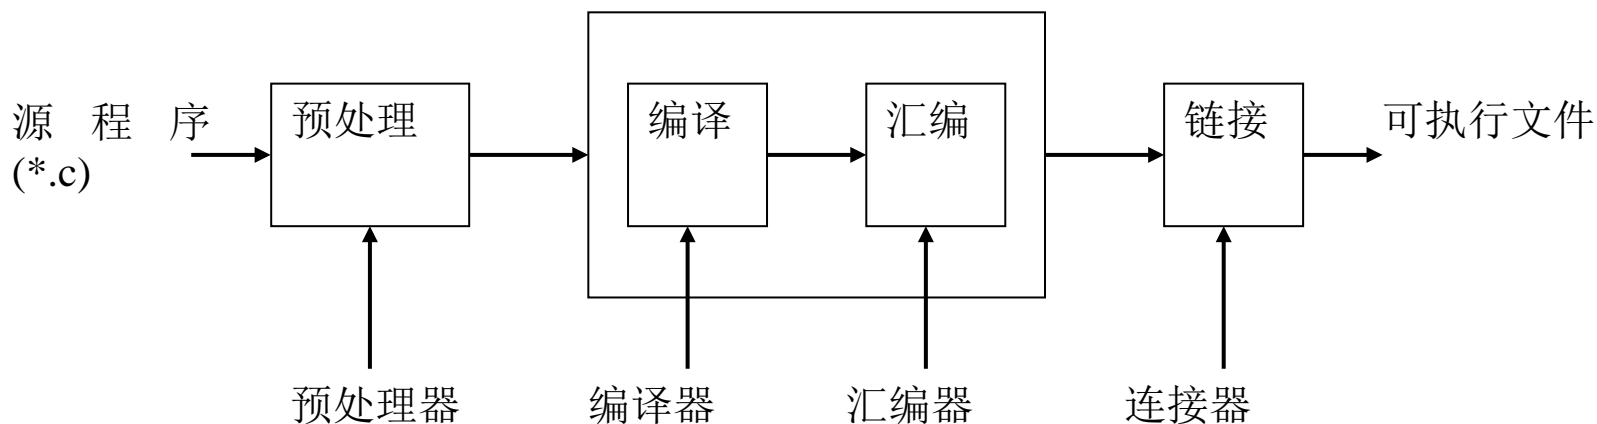 源 程 序
(*.c)
预处理
编译
汇编
链接
可执行文件
预处理器
编译器
汇编器
连接器